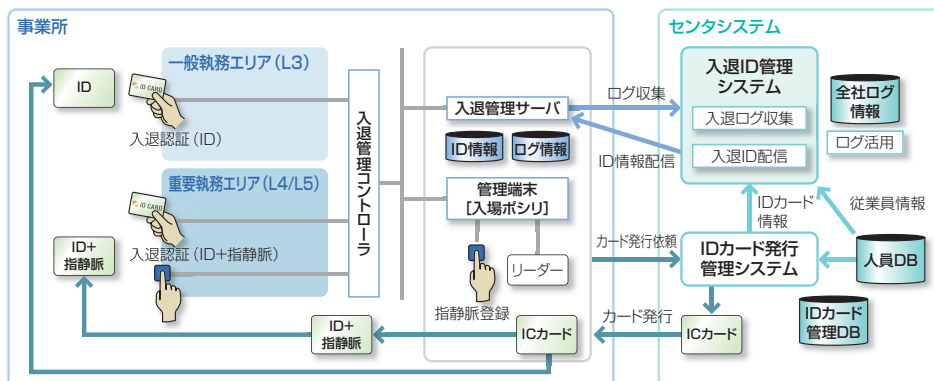 事業所
一般執務エリア（L3）
ID
ID CARD
入退認証（ID）
重要執務エリア（L4/L5）
ID CARD
入退認証（ID+指静脈）
ID+
指静脈
入退管理コントローラ
入退管理サーバ
ID情報
ログ情報
管理端末
[入場ポシリ]
リーダー
指静脈登録
ID+
指静脈
ICカード
ログ収集
ID情報配信
カード発行依頼
カード発行
センタシステム
入退ID管理
システム
入退ログ収集
入退ID配信
全社ログ
情報
ログ活用
IDカード
情報
従業員情報
IDカード発行
管理システム
人員DB
ICカード
IDカード
管理DB